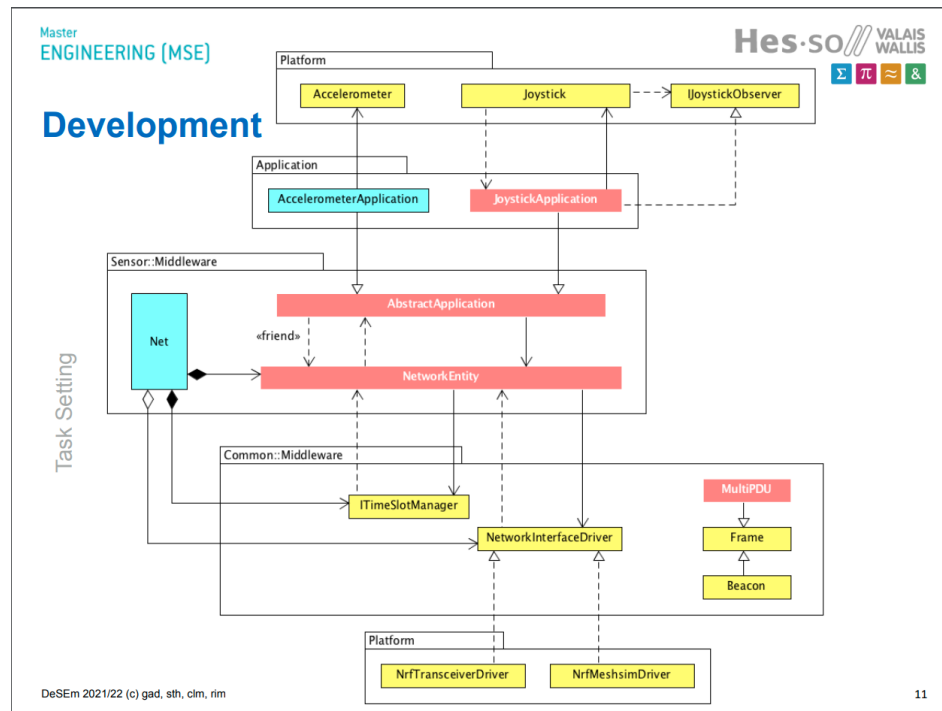 Master
ENGINEERING (MSE)
Hes·so VALAIS
WALLIS
Σ π ≈ &
Development
Platform
Accelerometer
Joystick
IJoystickObserver
Application
AccelerometerApplication
JoystickApplication
Sensor::Middleware
Net
AbstractApplication
«friend»
NetworkEntity
Task Setting
Common::Middleware
ITimeSlotManager
MultiPDU
NetworkInterfaceDriver
Frame
Beacon
Platform
NrfTransceiverDriver
NrfMeshsimDriver
DeSEm 2021/22 (c) gad, sth, clm, rim
11